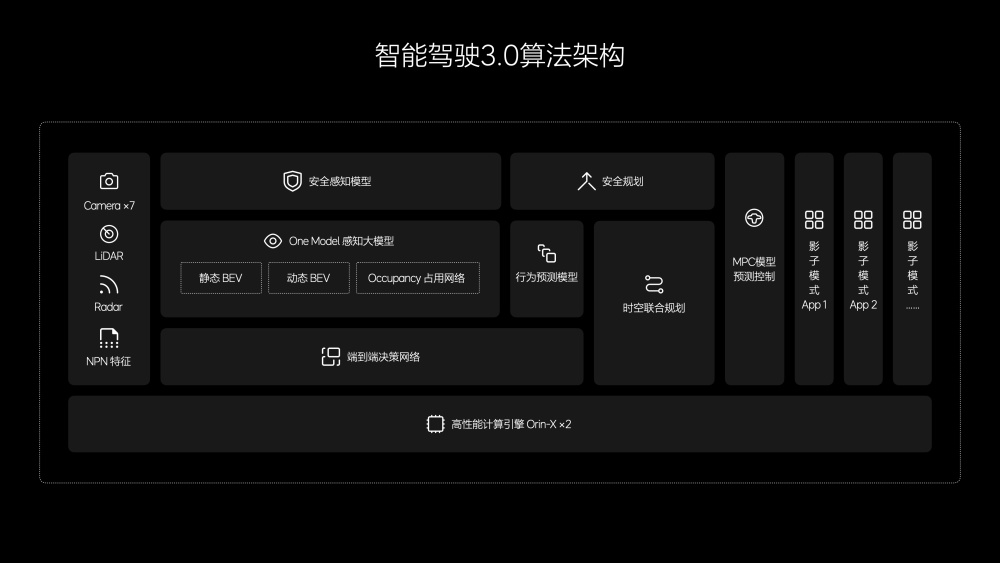 智能驾驶3.0算法架构
Camera ×7
LiDAR
Radar
NPN 特征
安全感知模型
One Model 感知大模型
静态 BEV
动态 BEV
Occupancy 占用网络
端到端决策网络
行为预测模型
安全规划
时空联合规划
MPC模型
预测控制
影
子
模
式
App 1
影
子
模
式
App 2
影
子
模
式
......
高性能计算引擎 Orin-X ×2